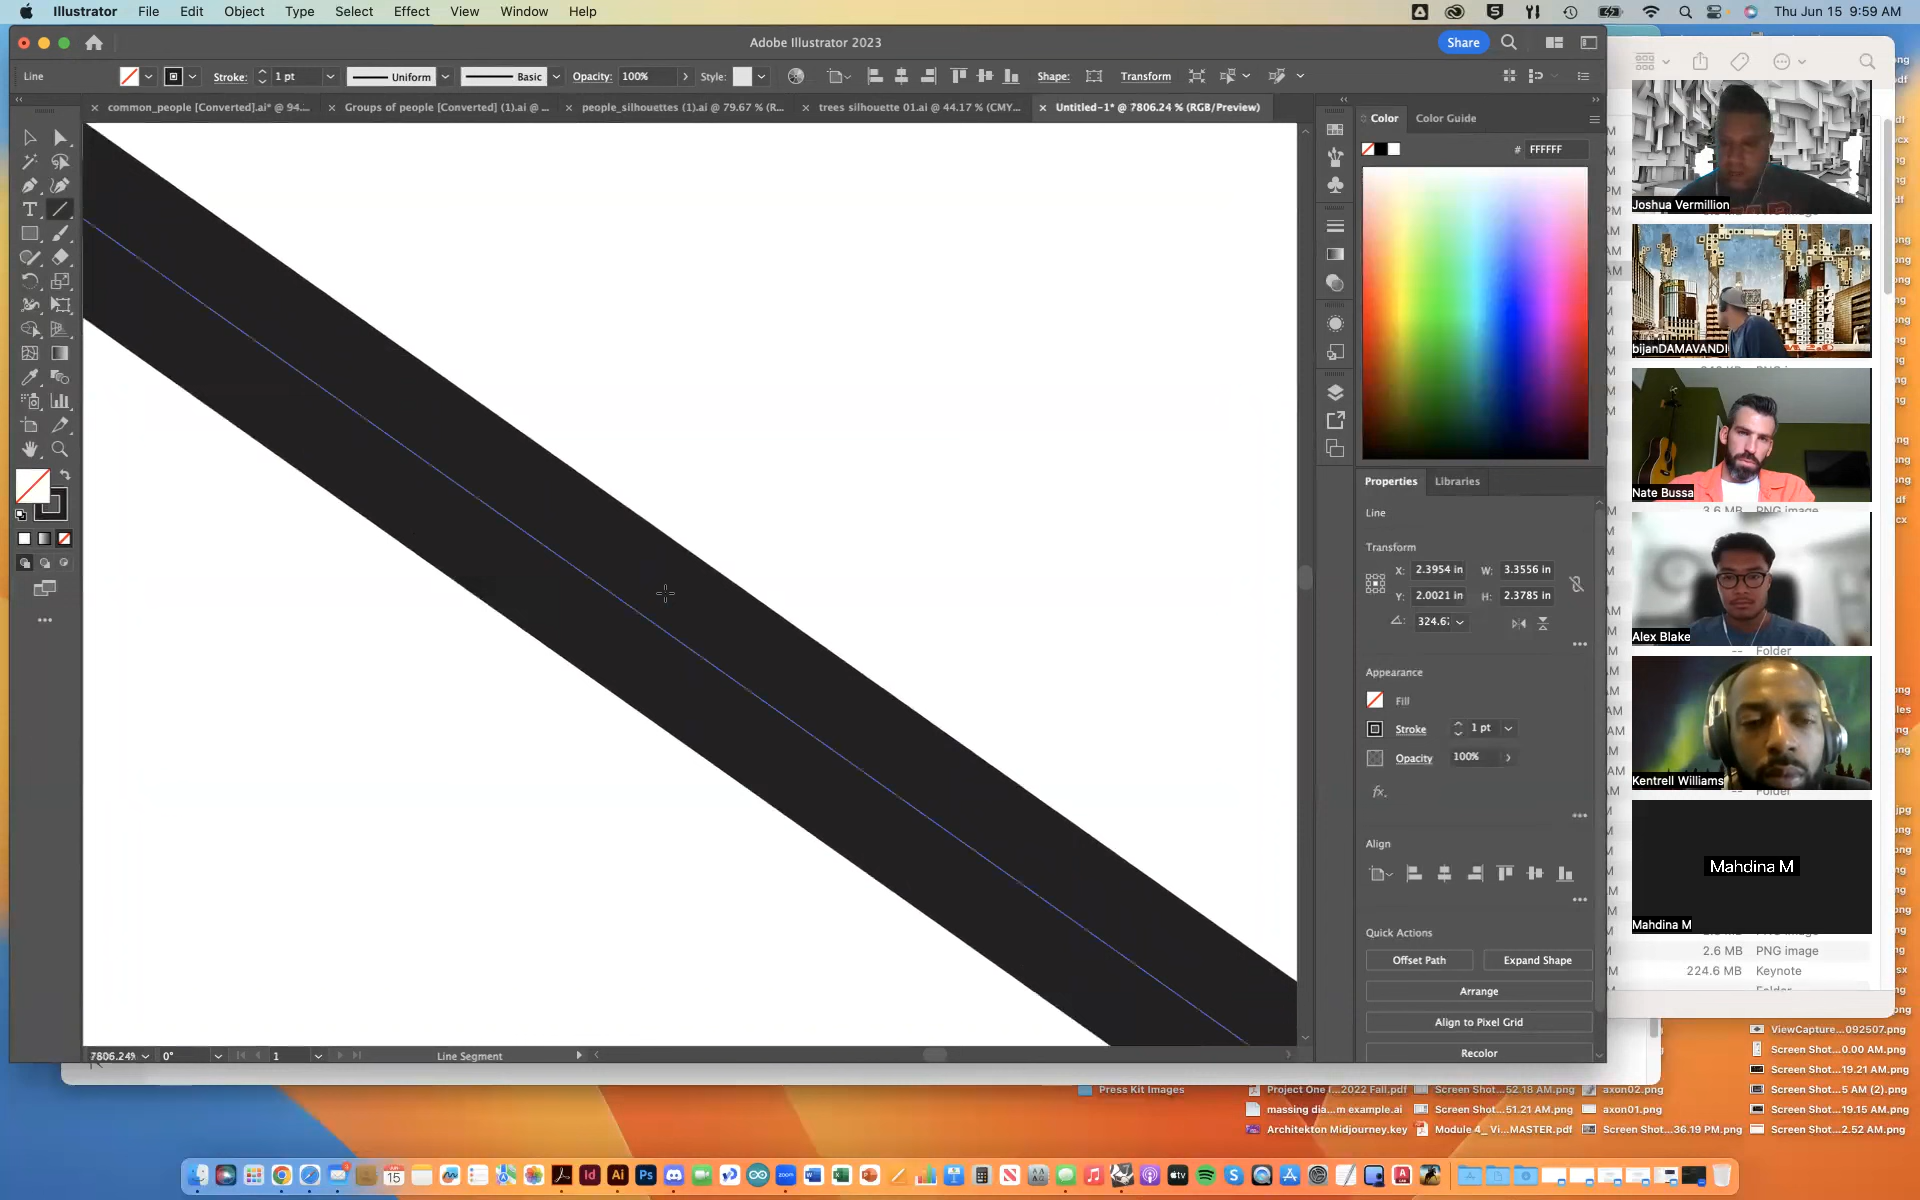 Illustrator File Edit Object Type Select Effect View Window Help
Thu Jun 15 9:59 AM
Adobe Illustrator 2023
Share
Line
Stroke: 1 pt Uniform Basic Opacity: 100% Style: Shape: Transform
common_people [Converted].ai* @ 94....
Groups of people [Converted] (1).ai @ ...
people_silhouettes (1).ai @ 79.67 % (R...
trees silhouette 01.ai @ 44.17 % (CMY...
Untitled-1* @ 7806.24 % (RGB/Preview)
Color Color Guide
# FFFFFF
Properties Libraries
Line
Transform
X: 2.3954 in W: 3.3556 in
Y: 2.0021 in H: 2.3785 in
324.6
Appearance
Fill
Stroke 1 pt
Opacity 100%
fx.
Align
Quick Actions
Offset Path Expand Shape
Arrange
Align to Pixel Grid
Recolor
7806.24% 0° 1 Line Segment
Joshua Vermillion
bijanDAMAVANDI
Nate Bussa
3.6 MB PNG image
Alex Blake
-- Folder
Kentrell Williams
-- Folder
Mahdina M
Mahdina M
2.6 MB PNG image
224.6 MB Keynote
ViewCapture...092507.png
Screen Shot...0.00 AM.png
Screen Shot...19.21 AM.png
Press Kit Images Project One (...2022 Fall.pdf Screen Shot...52.18 AM.png axon02.png Screen Shot...5 AM (2).png
massing dia...m example.ai Screen Shot...51.21 AM.png axon01.png Screen Shot...19.15 AM.png
Architekton Midjourney.key Module 4_ Vi...MASTER.pdf Screen Shot...36.19 PM.png Screen Shot...2.52 AM.png